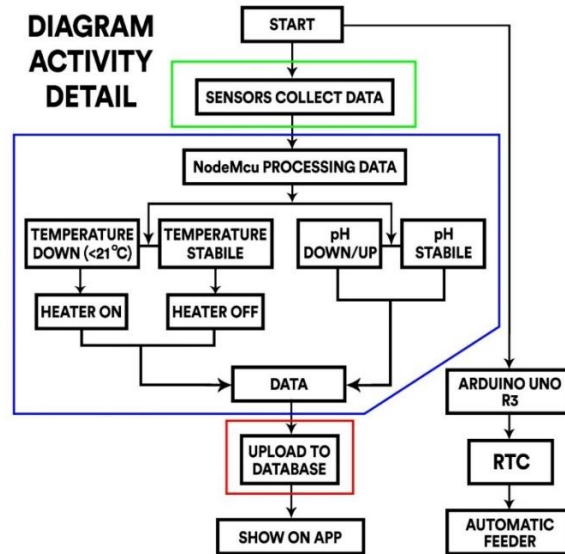 DIAGRAM
ACTIVITY
DETAIL
START
SENSORS COLLECT DATA
NodeMcu PROCESSING DATA
TEMPERATURE
DOWN (<21°C)
TEMPERATURE
STABILE
pH
DOWN/UP
pH
STABILE
HEATER ON
HEATER OFF
DATA
ARDUINO UNO
R3
UPLOAD TO
DATABASE
RTC
SHOW ON APP
AUTOMATIC
FEEDER